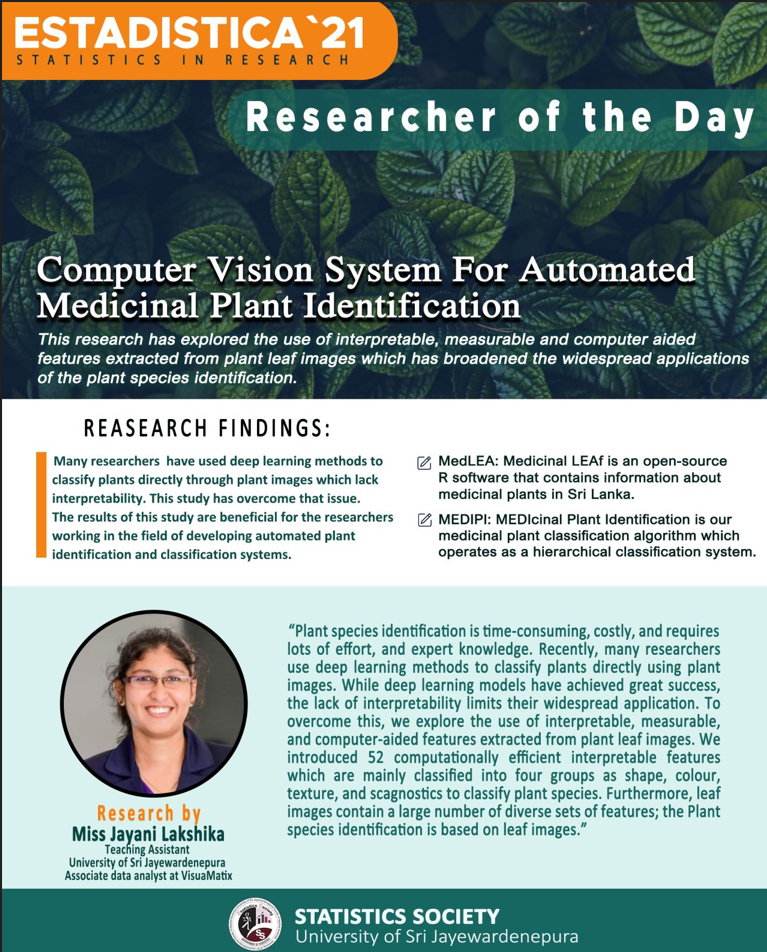 ESTADISTICA`21
STATISTICS IN RESEARCH
Researcher of the Day
Computer Vision System For Automated
Medicinal Plant Identification
This research has explored the use of interpretable, measurable and computer aided
features extracted from plant leaf images which has broadened the widespread applications
of the plant species identification.
REASEARCH FINDINGS:
Many researchers have used deep learning methods to
classify plants directly through plant images which lack
interpretability. This study has overcome that issue.
The results of this study are beneficial for the researchers
working in the field of developing automated plant
identification and classification systems.
MedLEA: Medicinal LEAf is an open-source
R software that contains information about
medicinal plants in Sri Lanka.
MEDIPI: MEDIcinal Plant Identification is our
medicinal plant classification algorithm which
operates as a hierarchical classification system.
Research by
Miss Jayani Lakshika
Teaching Assistant
University of Sri Jayewardenepura
Associate data analyst at VisuaMatix
“Plant species identification is time-consuming, costly, and requires
lots of effort, and expert knowledge. Recently, many researchers
use deep learning methods to classify plants directly using plant
images. While deep learning models have achieved great success,
the lack of interpretability limits their widespread application. To
overcome this, we explore the use of interpretable, measurable,
and computer-aided features extracted from plant leaf images. We
introduced 52 computationally efficient interpretable features
which are mainly classified into four groups as shape, colour,
texture, and scagnostics to classify plant species. Furthermore, leaf
images contain a large number of diverse sets of features; the Plant
species identification is based on leaf images.”
STATISTICS SOCIETY
University of Sri Jayewardenepura